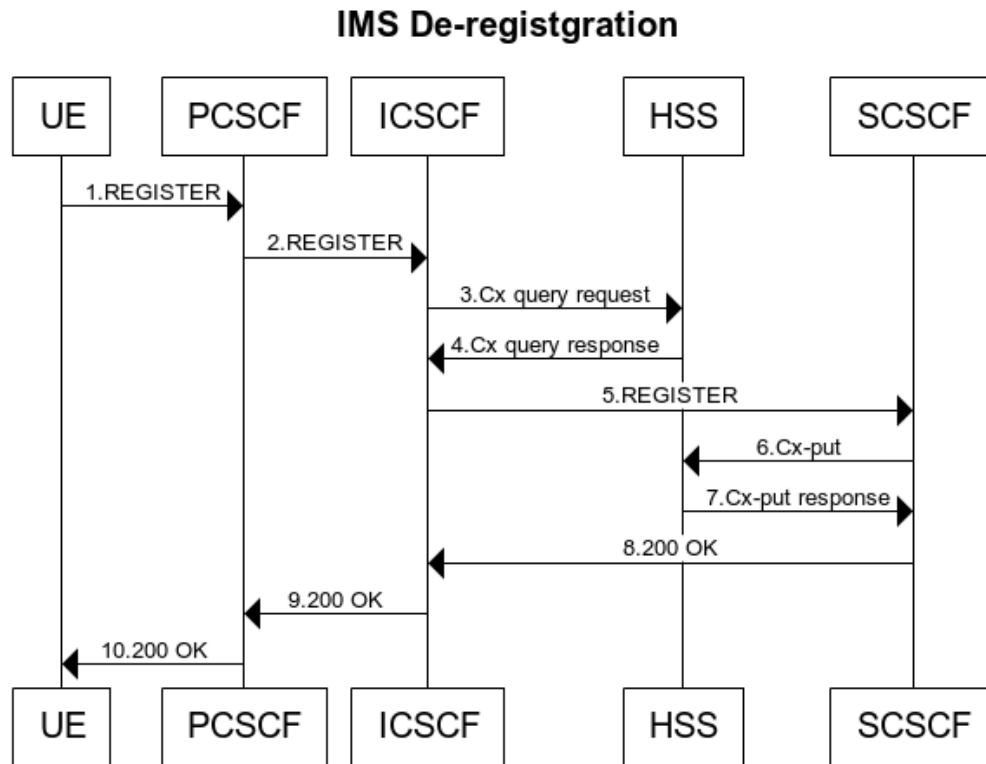 IMS De-registgration
UE PCSCF ICSCF HSS SCSCF
1.REGISTER
2.REGISTER
3.Cx query request
4.Cx query response
5.REGISTER
6.Cx-put
7.Cx-put response
8.200 OK
9.200 OK
10.200 OK
UE PCSCF ICSCF HSS SCSCF